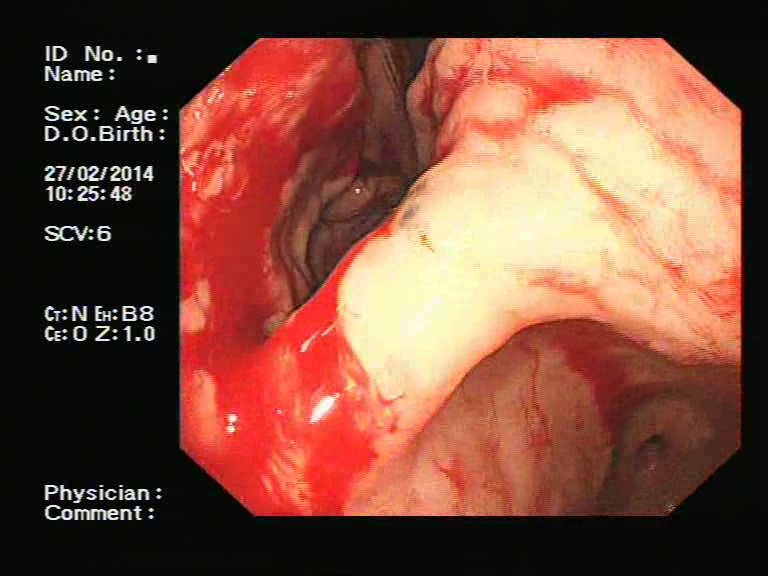 ID No. :
Name:
Sex: Age:
D.O.Birth:
27/02/2014
10:25:48
SCV:6
CT:N EH:B8
CE:0 Z:1.0
Physician:
Comment: